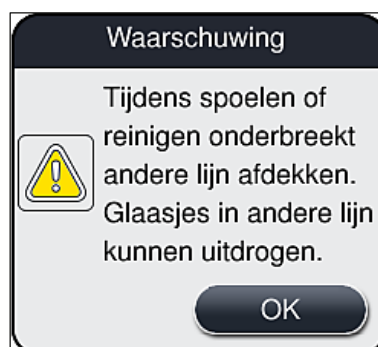 Waarschuwing
Tijdens spoelen of
reinigen onderbreekt
andere lijn afdekken.
Glaasjes in andere lijn
kunnen uitdrogen.
OK